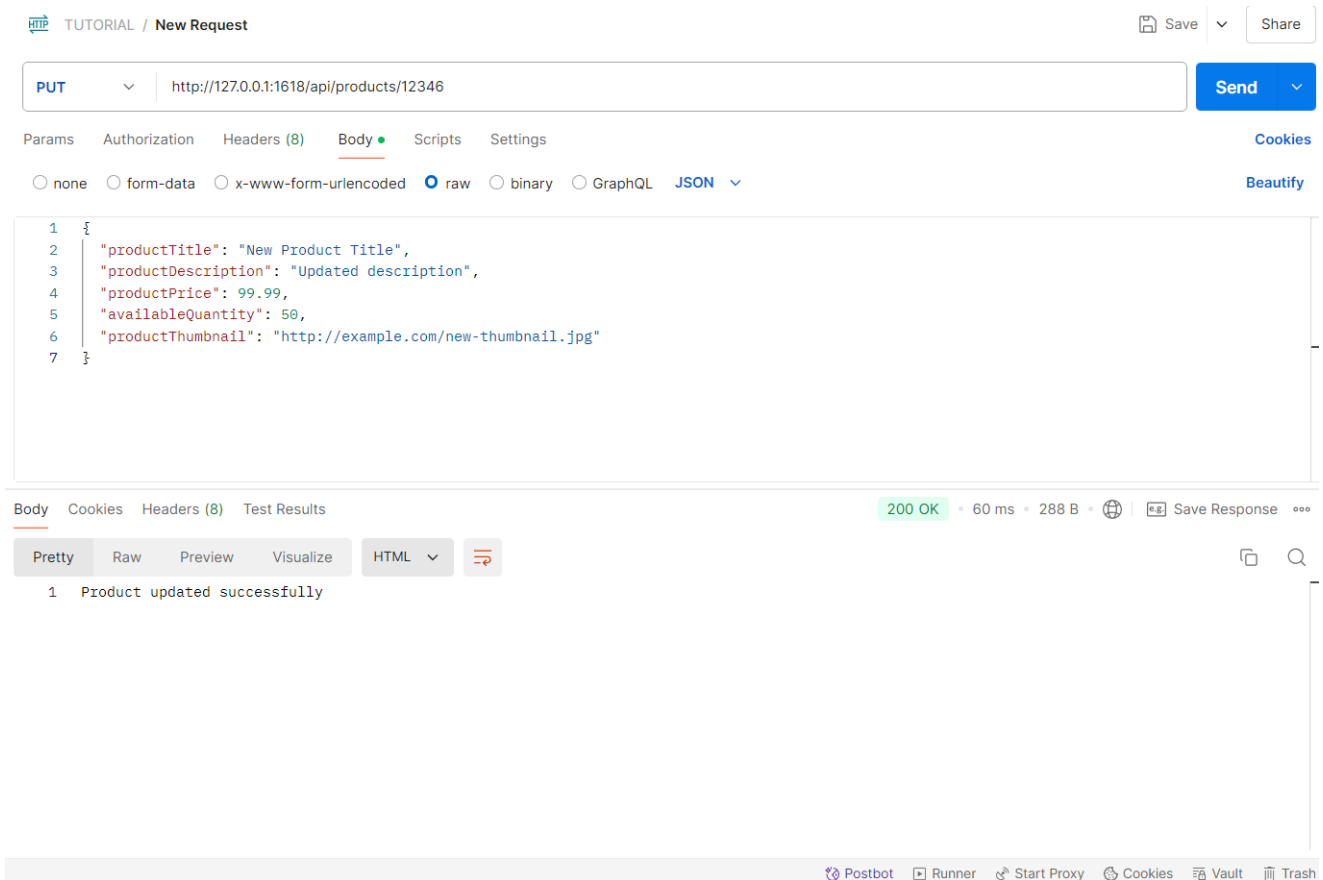 HTTP TUTORIAL / New Request Save Share
PUT http://127.0.0.1:1618/api/products/12346 Send
Params Authorization Headers (8) Body Scripts Settings Cookies
none form-data x-www-form-urlencoded raw binary GraphQL JSON Beautify
1 {
2 "productTitle": "New Product Title",
3 "productDescription": "Updated description",
4 "productPrice": 99.99,
5 "availableQuantity": 50,
6 "productThumbnail": "http://example.com/new-thumbnail.jpg"
7 }
Body Cookies Headers (8) Test Results 200 OK 60 ms 288 B e.g. Save Response
Pretty Raw Preview Visualize HTML
1 Product updated successfully
Postbot Runner Start Proxy Cookies Vault Trash